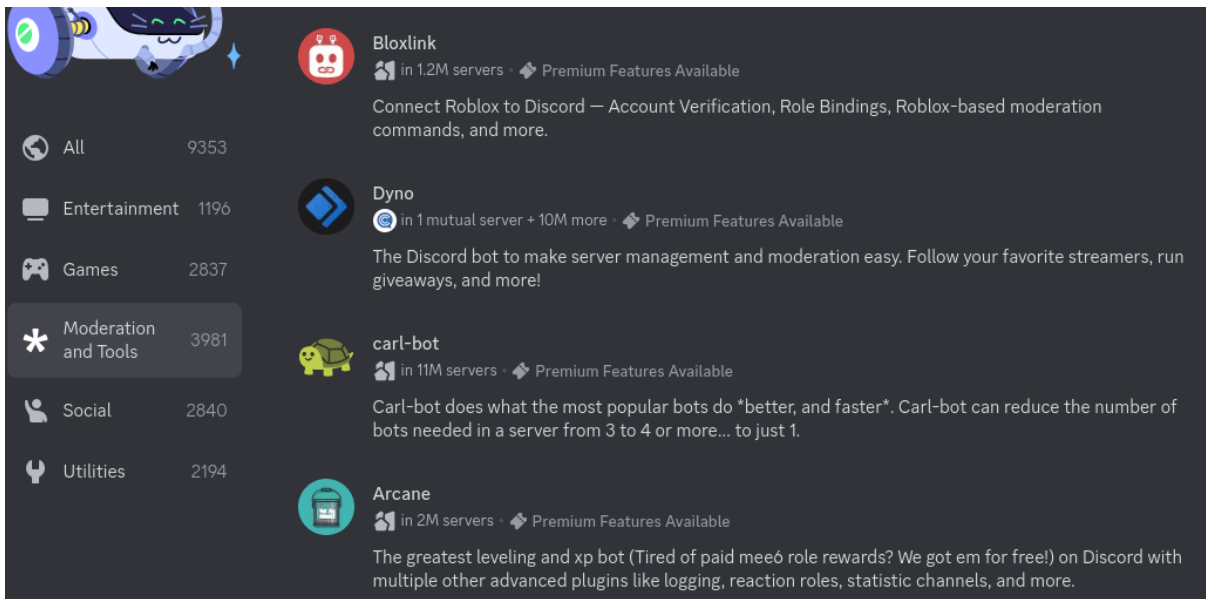 All 9353
Entertainment 1196
Games 2837
Moderation
and Tools 3981
Social 2840
Utilities 2194
Bloxlink
in 1.2M servers • Premium Features Available
Connect Roblox to Discord — Account Verification, Role Bindings, Roblox-based moderation
commands, and more.
Dyno
in 1 mutual server + 10M more • Premium Features Available
The Discord bot to make server management and moderation easy. Follow your favorite streamers, run
giveaways, and more!
carl-bot
in 11M servers • Premium Features Available
Carl-bot does what the most popular bots do *better, and faster*. Carl-bot can reduce the number of
bots needed in a server from 3 to 4 or more... to just 1.
Arcane
in 2M servers • Premium Features Available
The greatest leveling and xp bot (Tired of paid mee6 role rewards? We got em for free!) on Discord with
multiple other advanced plugins like logging, reaction roles, statistic channels, and more.